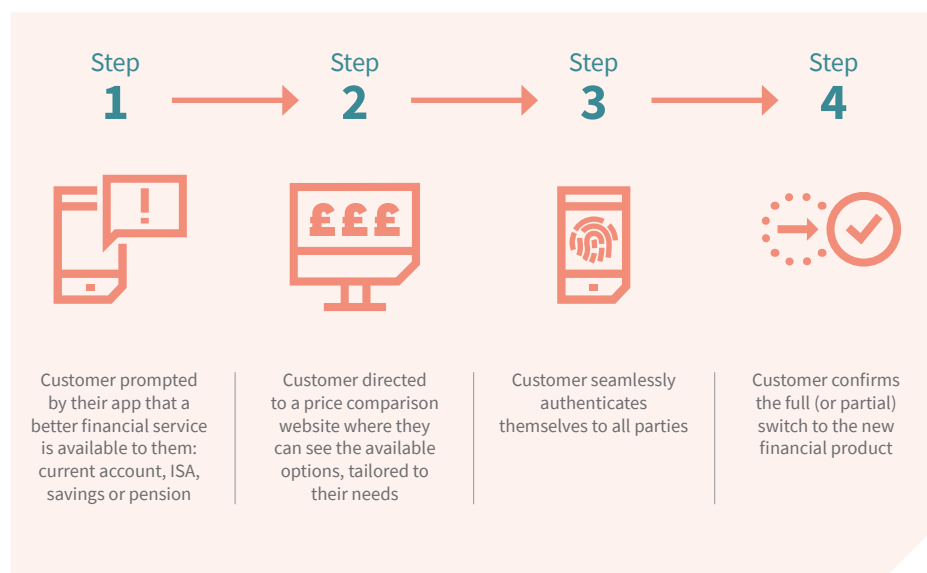 Step
1
Step
2
Step
3
Step
4
!
£££
Customer prompted
by their app that a
better financial service
is available to them:
current account, ISA,
savings or pension
Customer directed
to a price comparison
website where they
can see the available
options, tailored to
their needs
Customer seamlessly
authenticates
themselves to all parties
Customer confirms
the full (or partial)
switch to the new
financial product